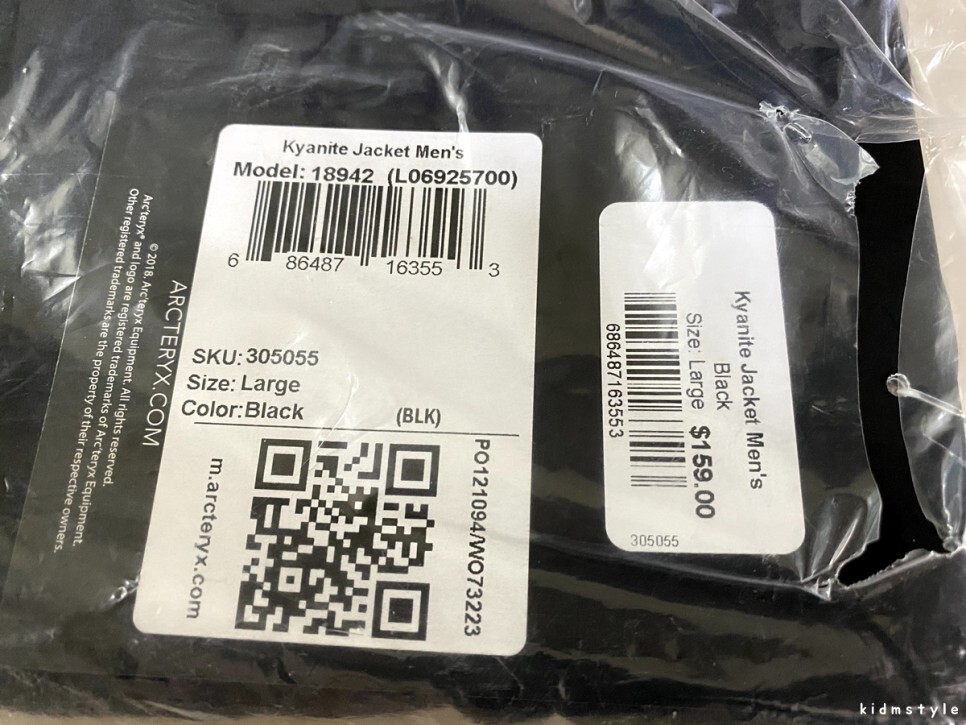 Kyanite Jacket Men's
Model: 18942 (L06925700)
6 86487 16355 3
SKU: 305055
Size: Large
Color: Black (BLK)
m.arcteryx.com
PO121094/WO73223
Kyanite Jacket Men's
Black
Size: Large $159.00
686487163553
305055
ARCTERYX.COM
© 2018. Arc'teryx Equipment. All rights reserved.
Arc'teryx® and logo are registered trademarks of Arc'teryx Equipment.
Other registered trademarks are the property of their respective owners.
kidmstyle